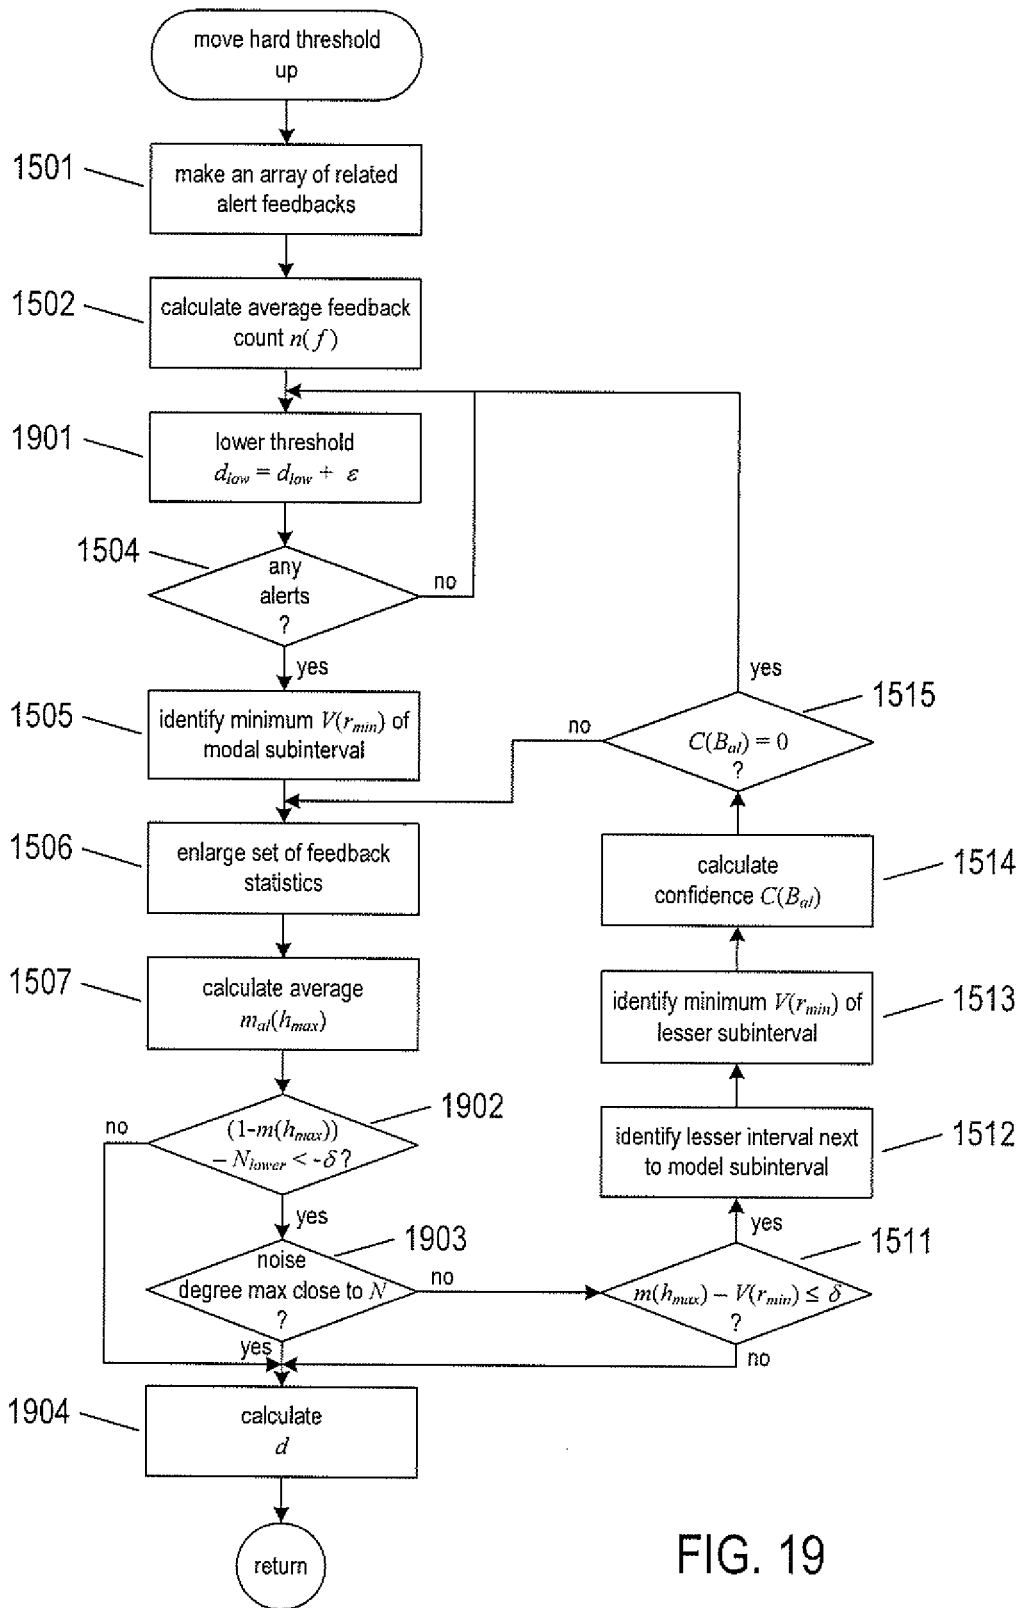 move hard threshold
up
1501
make an array of related
alert feedbacks
1502
calculate average feedback
count n(f)
1901
lower threshold
d_low = d_low + ε
1504
any
alerts
?
no
yes
1505
identify minimum V(r_min) of
modal subinterval
1506
enlarge set of feedback
statistics
1507
calculate average
m_al(h_max)
1902
(1-m(h_max))
– N_lower < -δ?
no
yes
1903
noise
degree max close to N
?
no
yes
1904
calculate
d
return
1511
m(h_max) – V(r_min) ≤ δ
?
yes
no
1512
identify lesser interval next
to model subinterval
1513
identify minimum V(r_min) of
lesser subinterval
1514
calculate
confidence C(B_al)
1515
C(B_al) = 0
?
yes
no
FIG. 19